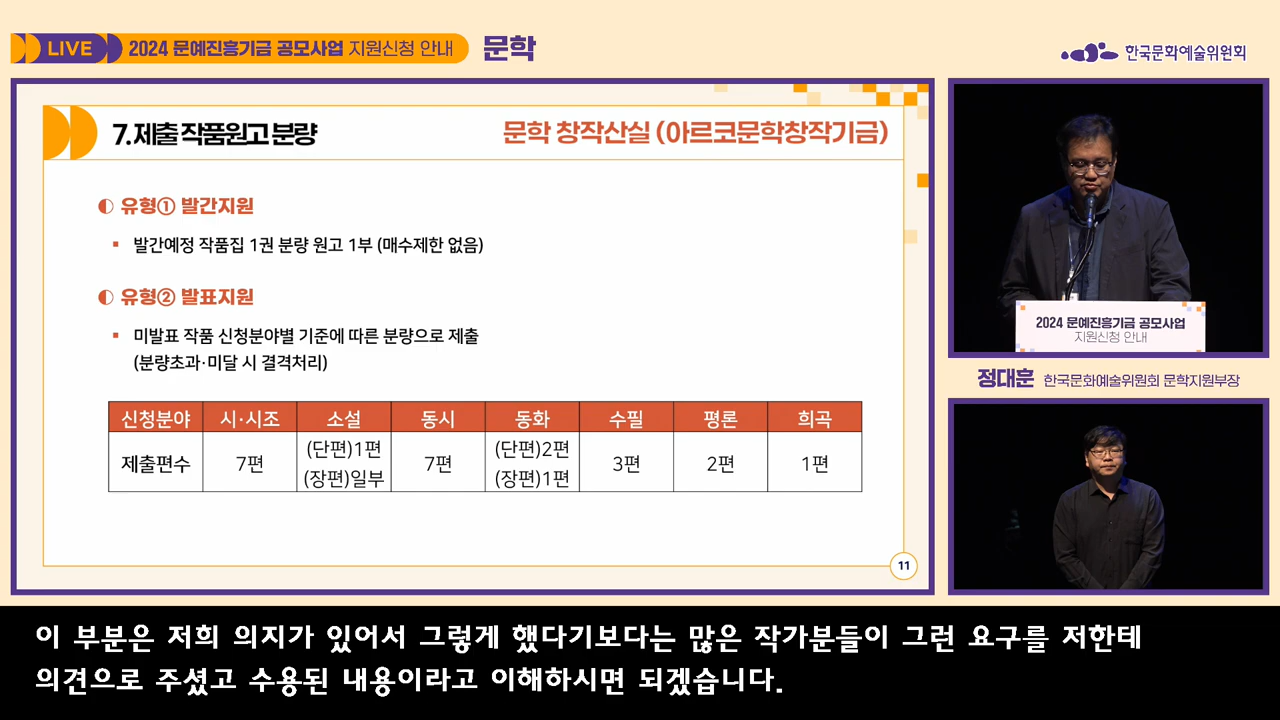 LIVE 2024 문예진흥기금 공모사업 지원신청 안내 문학
한국문화예술위원회
7. 제출 작품원고 분량
문학 창작산실 (아르코문학창작기금)
유형① 발간지원
발간예정 작품집 1권 분량 원고 1부 (매수제한 없음)
유형② 발표지원
미발표 작품 신청분야별 기준에 따른 분량으로 제출
(분량초과·미달 시 결격처리)
신청분야 시·시조 소설 동시 동화 수필 평론 희곡
제출편수 7편 (단편)1편 (장편)일부 7편 (단편)2편 (장편)1편 3편 2편 1편
11
2024 문예진흥기금 공모사업
지원신청 안내
정대훈 한국문화예술위원회 문학지원부장
이 부분은 저희 의지가 있어서 그렇게 했다기보다는 많은 작가분들이 그런 요구를 저한테
의견으로 주셨고 수용된 내용이라고 이해하시면 되겠습니다.